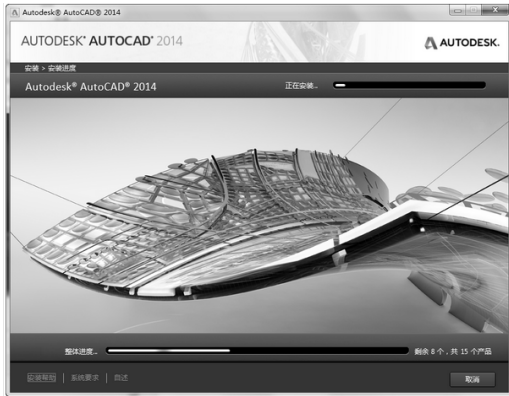 Autodesk® AutoCAD® 2014
AUTODESK® AUTOCAD® 2014
AUTODESK.
安装 > 安装进度
Autodesk® AutoCAD® 2014
正在安装...
整体进度...
剩余 8 个，共 15 个产品
安装帮助 | 系统要求 | 自述
取消